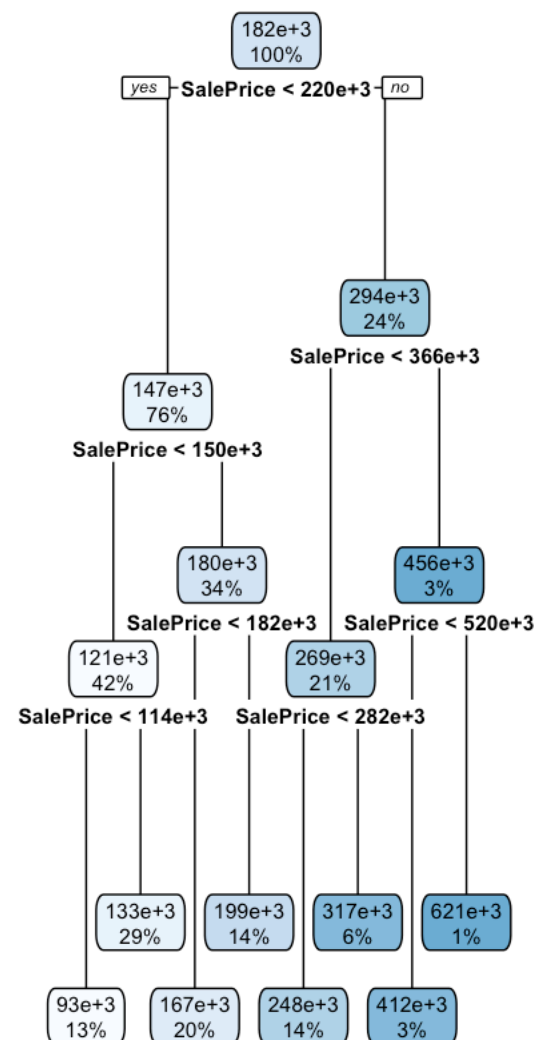 182e+3
100%
yes SalePrice < 220e+3 no
294e+3
24%
SalePrice < 366e+3
147e+3
76%
SalePrice < 150e+3
180e+3
34%
456e+3
3%
SalePrice < 182e+3
SalePrice < 520e+3
121e+3
42%
269e+3
21%
SalePrice < 114e+3
SalePrice < 282e+3
133e+3
29%
199e+3
14%
317e+3
6%
621e+3
1%
93e+3
13%
167e+3
20%
248e+3
14%
412e+3
3%